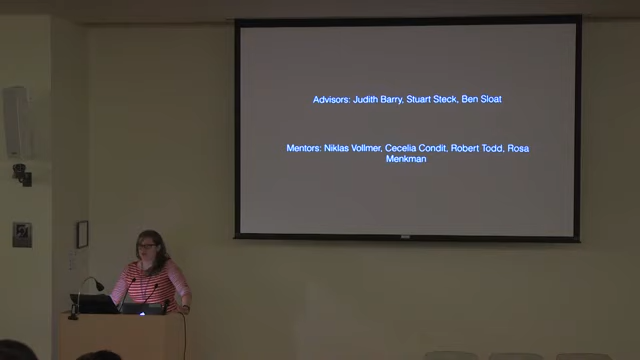 Advisors: Judith Barry, Stuart Steck, Ben Sloat
Mentors: Niklas Vollmer, Cecelia Condit, Robert Todd, Rosa
Menkman